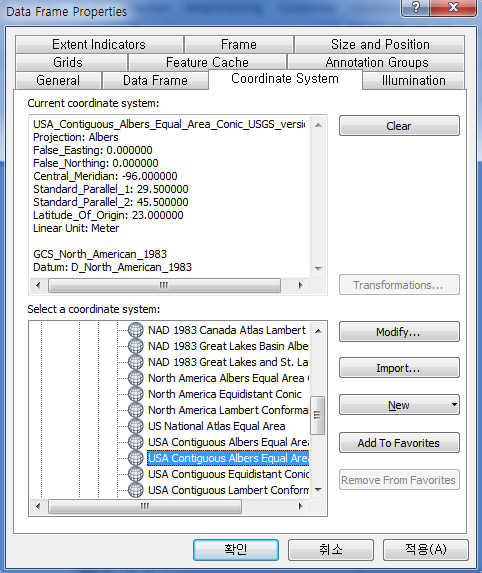 Data Frame Properties
Extent Indicators
Frame
Size and Position
Grids
Feature Cache
Annotation Groups
General
Data Frame
Coordinate System
Illumination
Current coordinate system:
USA_Contiguous_Albers_Equal_Area_Conic_USGS_versio
Projection: Albers
False_Easting: 0.000000
False_Northing: 0.000000
Central_Meridian: -96.000000
Standard_Parallel_1: 29.500000
Standard_Parallel_2: 45.500000
Latitude_Of_Origin: 23.000000
Linear Unit: Meter
GCS_North_American_1983
Datum: D_North_American_1983
Clear
Transformations...
Select a coordinate system:
NAD 1983 Canada Atlas Lambert
NAD 1983 Great Lakes Basin Albe
NAD 1983 Great Lakes and St. La
North America Albers Equal Area
North America Equidistant Conic
North America Lambert Conforma
US National Atlas Equal Area
USA Contiguous Albers Equal Area
USA Contiguous Albers Equal Area
USA Contiguous Equidistant Conic
USA Contiguous Lambert Conform
Modify...
Import...
New
Add To Favorites
Remove From Favorites
확인
취소
적용(A)